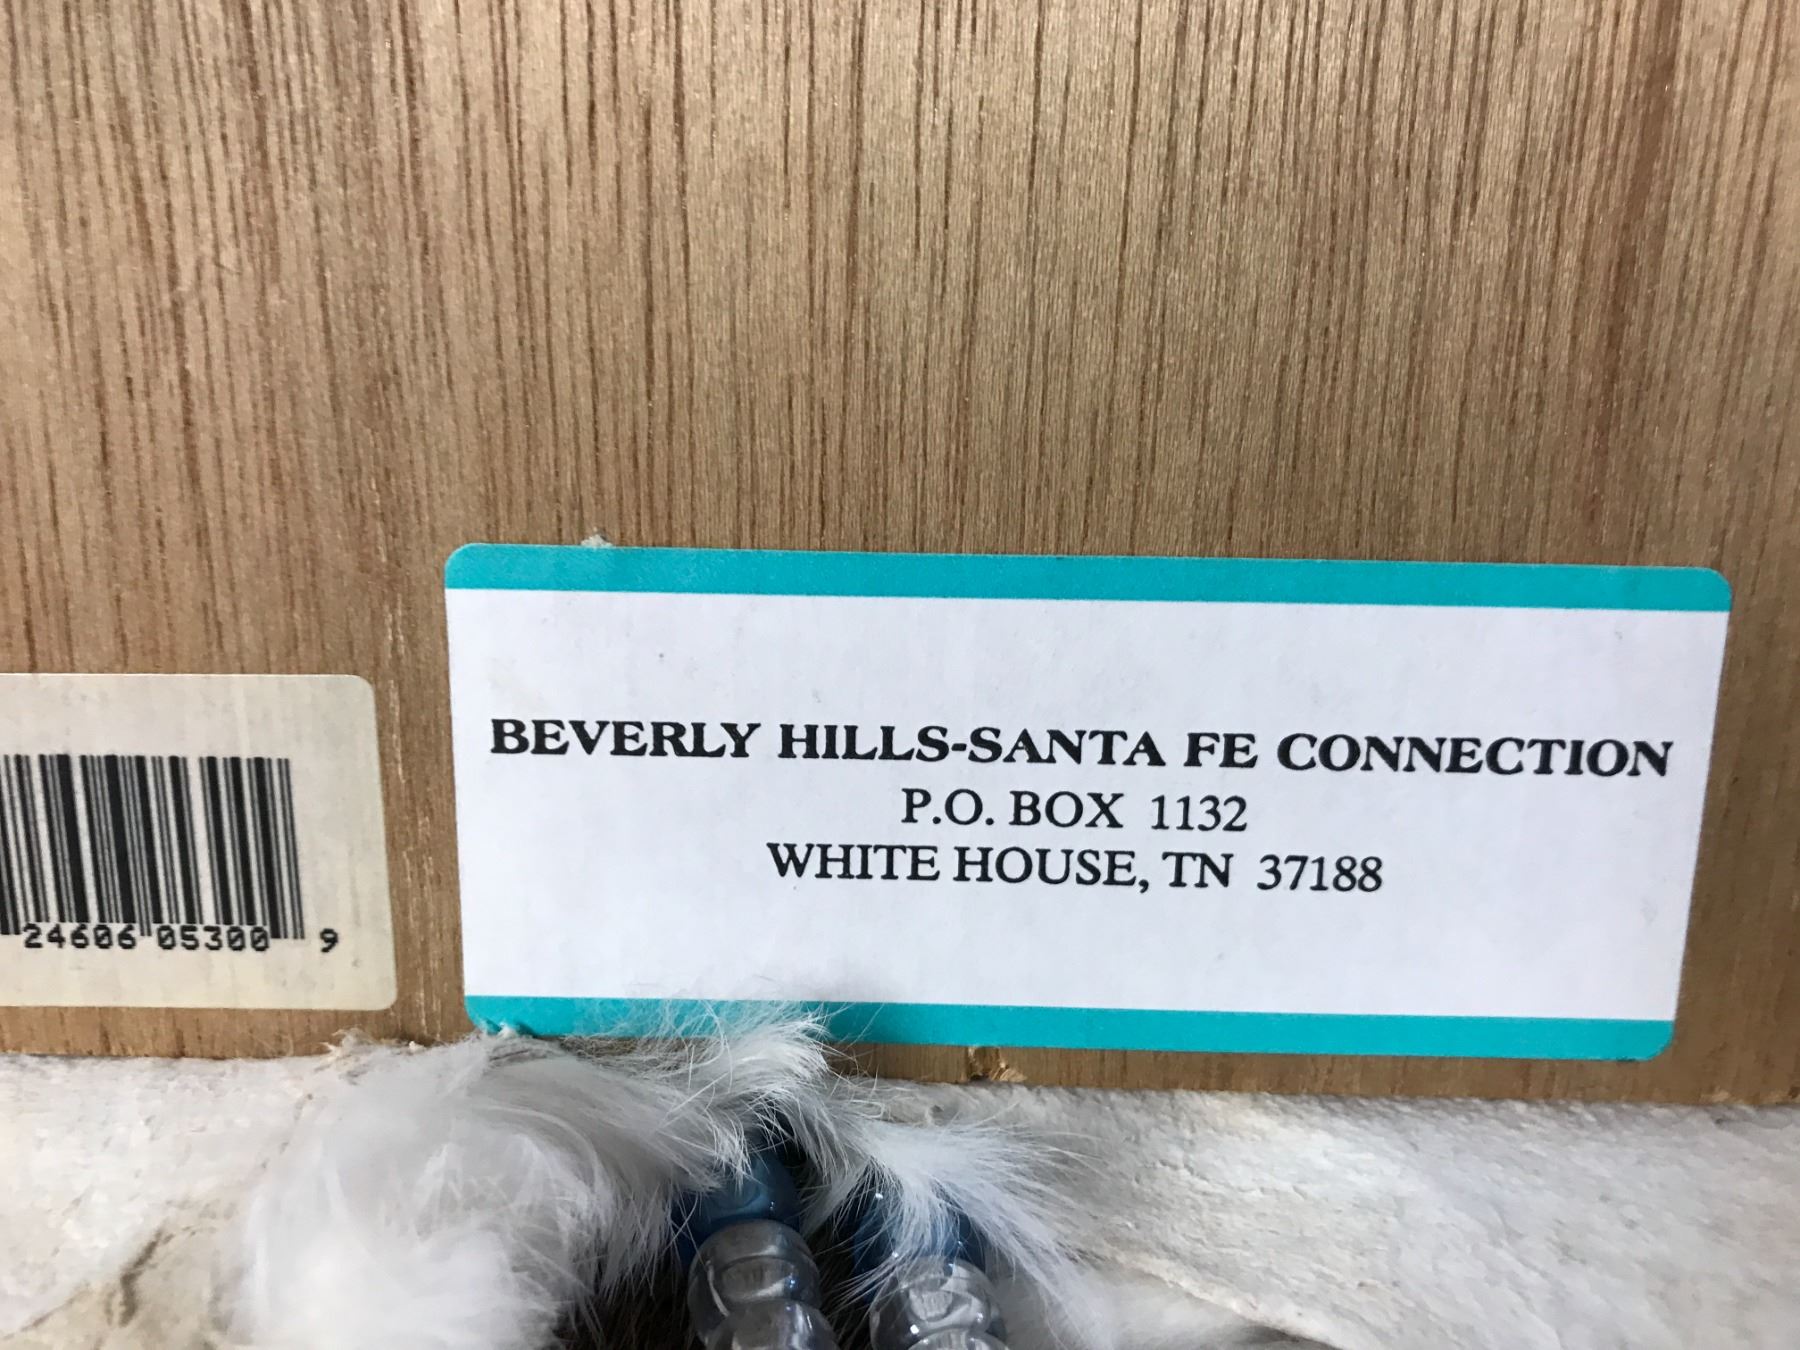 BEVERLY HILLS-SANTA FE CONNECTION
P.O. BOX 1132
WHITE HOUSE, TN 37188
24606 05300 9